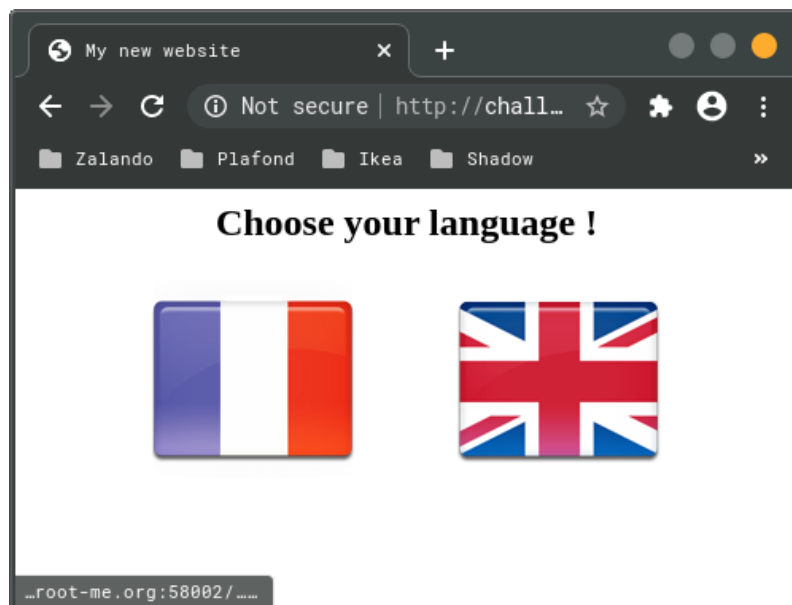 My new website
Not secure http://chall…
Zalando Plafond Ikea Shadow
Choose your language !
…root-me.org:58002/……